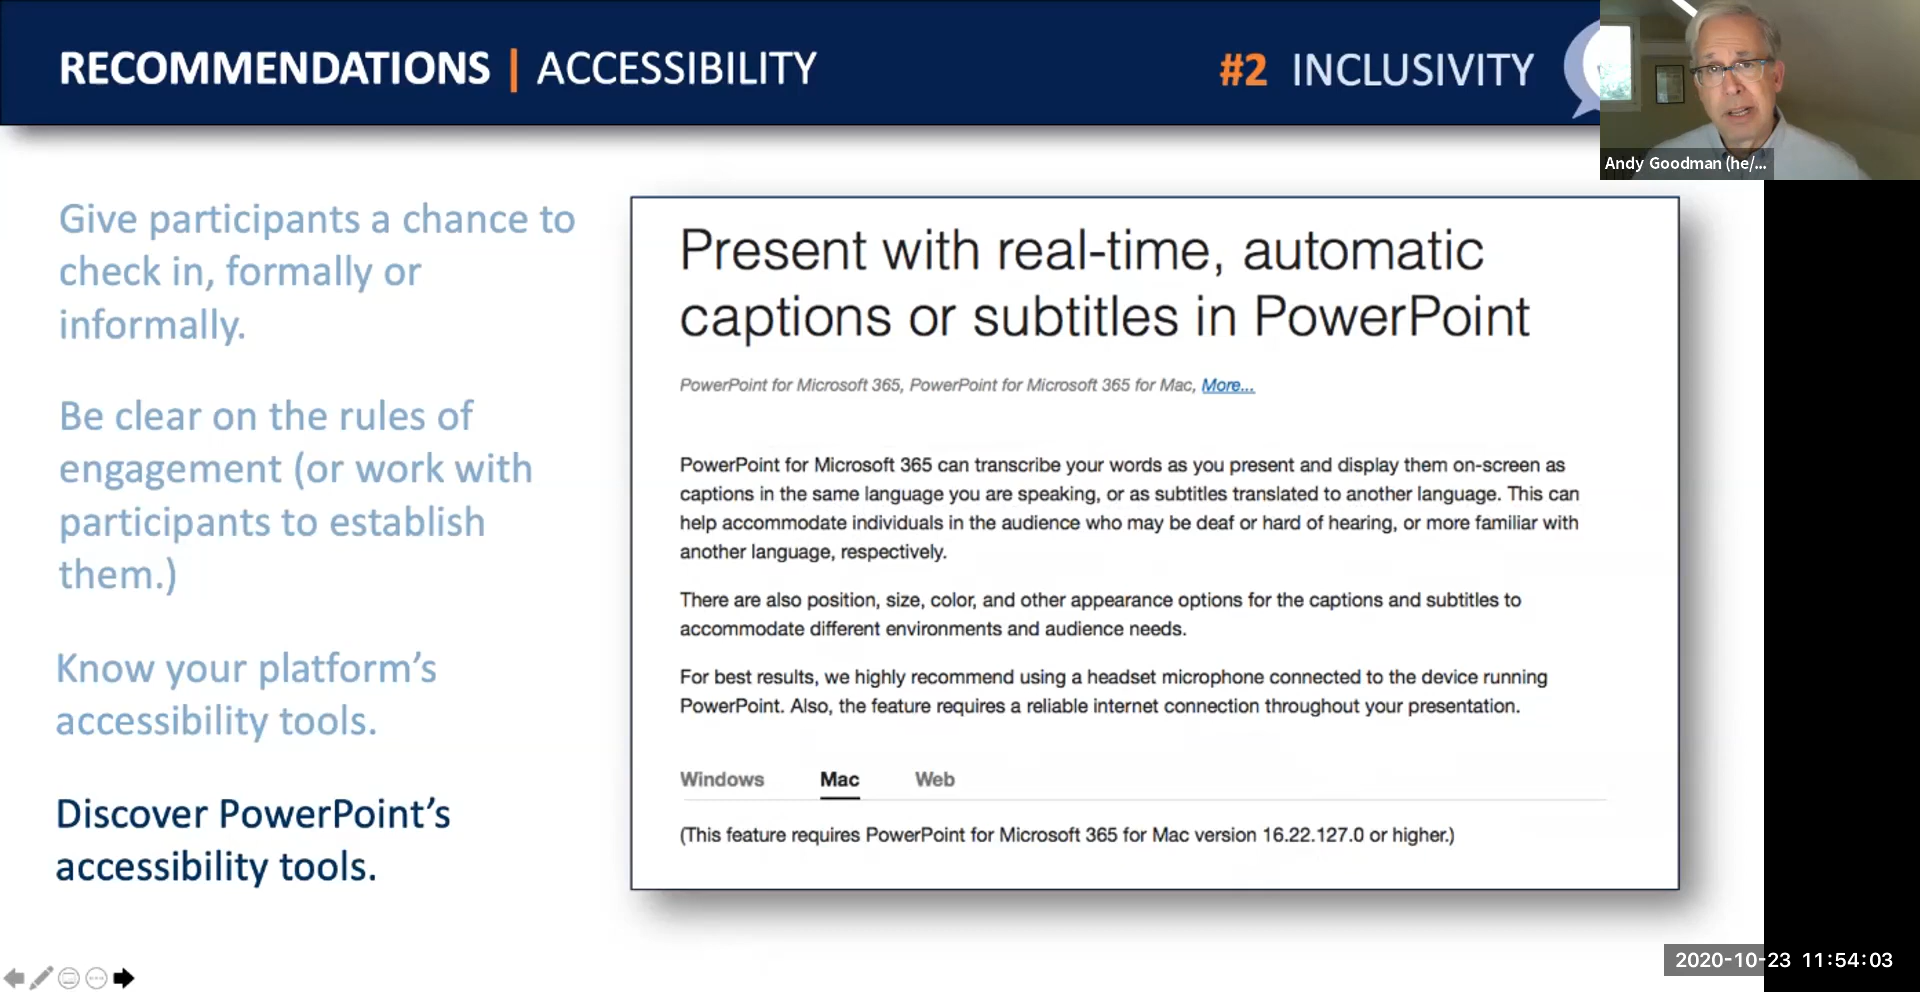 RECOMMENDATIONS | ACCESSIBILITY
#2 INCLUSIVITY
Andy Goodman (he/...
Give participants a chance to
check in, formally or
informally.
Be clear on the rules of
engagement (or work with
participants to establish
them.)
Know your platform’s
accessibility tools.
Discover PowerPoint’s
accessibility tools.
Present with real-time, automatic
captions or subtitles in PowerPoint
PowerPoint for Microsoft 365, PowerPoint for Microsoft 365 for Mac, More...
PowerPoint for Microsoft 365 can transcribe your words as you present and display them on-screen as
captions in the same language you are speaking, or as subtitles translated to another language. This can
help accommodate individuals in the audience who may be deaf or hard of hearing, or more familiar with
another language, respectively.
There are also position, size, color, and other appearance options for the captions and subtitles to
accommodate different environments and audience needs.
For best results, we highly recommend using a headset microphone connected to the device running
PowerPoint. Also, the feature requires a reliable internet connection throughout your presentation.
Windows Mac Web
(This feature requires PowerPoint for Microsoft 365 for Mac version 16.22.127.0 or higher.)
2020-10-23 11:54:03